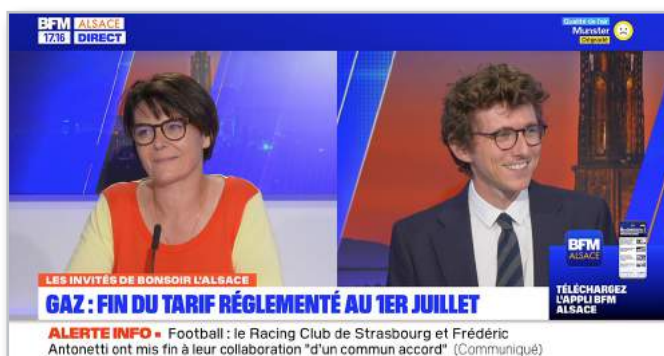 BFM ALSACE
17.16 DIRECT
Qualité de l'air
Munster
Dégradé
LES INVITÉS DE BONSOIR L'ALSACE
GAZ : FIN DU TARIF RÉGLEMENTÉ AU 1ER JUILLET
BFM
ALSACE
TÉLÉCHARGEZ
L'APPLI BFM
ALSACE
ALERTE INFO Football : le Racing Club de Strasbourg et Frédéric
Antonetti ont mis fin à leur collaboration "d'un commun accord" (Communiqué)